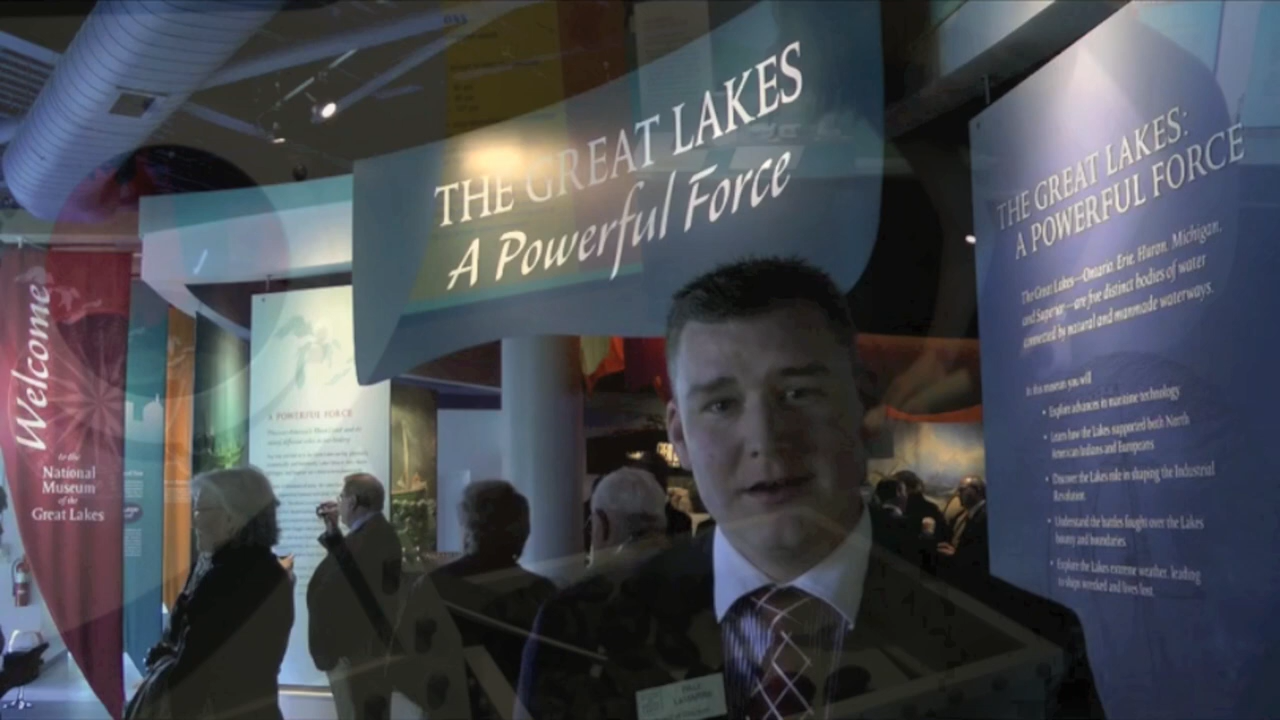 THE GREAT LAKES
A Powerful Force
Welcome
to the
National
Museum
of the
Great Lakes
A POWERFUL FORCE
THE GREAT LAKES:
A POWERFUL FORCE
The Great Lakes—Ontario, Erie, Huron, Michigan,
and Superior—are five distinct bodies of water
connected by natural and manmade waterways.
In this museum you will
• Explore advances in maritime technology
• Learn how the Lakes supported both North
American Indians and Europeans
• Discover the Lakes role in shaping the Industrial
Revolution.
• Understand the battles fought over the Lakes
bounty and boundaries.
• Explore the Lakes extreme weather, leading
to ships wrecked and lives lost.